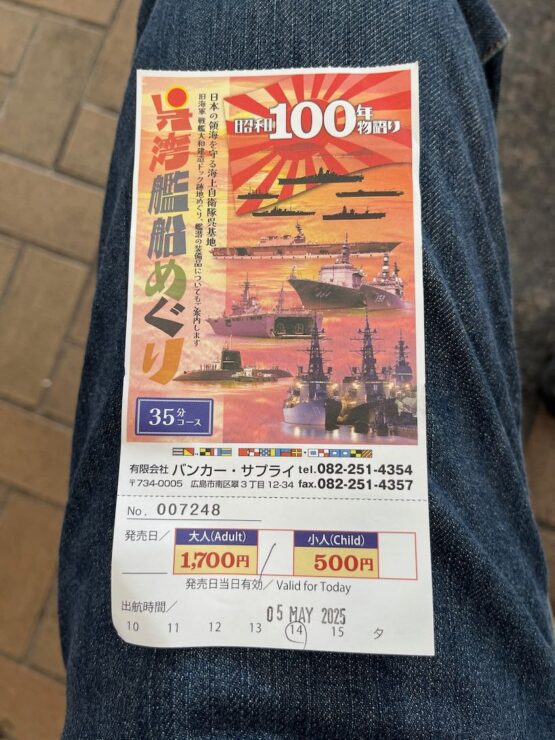 呉湾艦船めぐり
日本の領海を守る海上自衛隊呉基地。
旧海軍 戦艦大和建造ドック跡地めぐり、艦潜の装備品についてもご案内します
昭和100年物語り
35分コース
有限会社 バンカー・サプライ tel.082-251-4354
〒734-0005 広島市南区翠3丁目12-34 fax.082-251-4357
No. 007248
発売日／ 大人(Adult) 小人(Child)
1,700円 500円
発売日当日有効／ Valid for Today
05 MAY 2025
出航時間／
10 11 12 13 14 15 夕